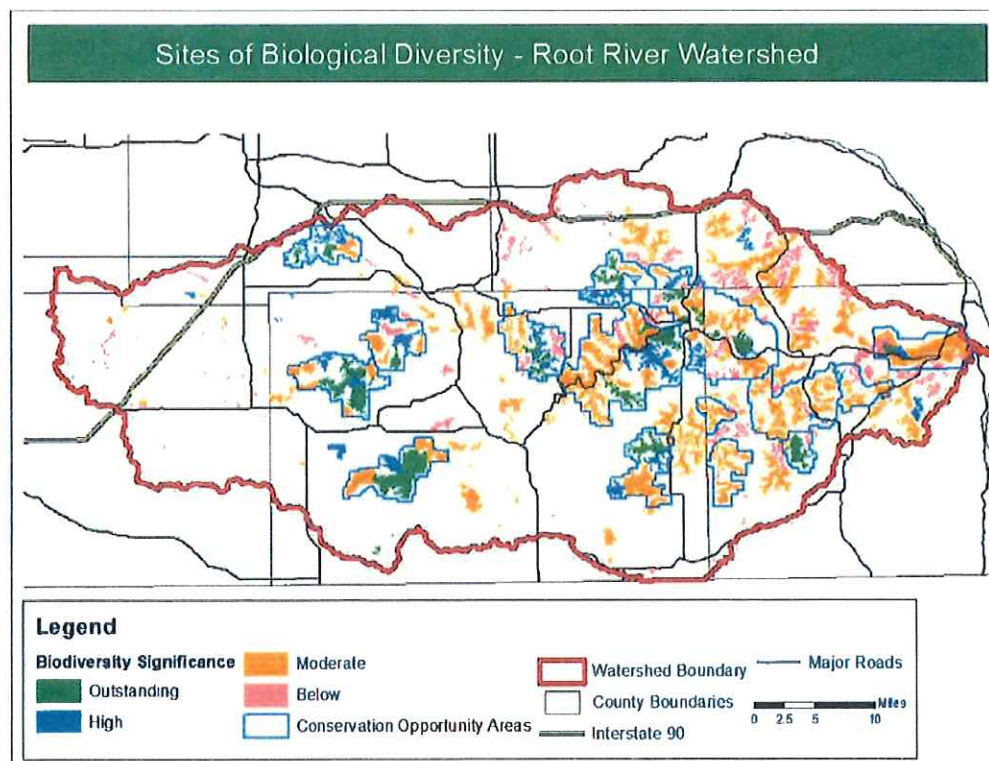 Sites of Biological Diversity - Root River Watershed
Legend
Biodiversity Significance
Outstanding
High
Moderate
Below
Conservation Opportunity Areas
Watershed Boundary
County Boundaries
Interstate 90
Major Roads
Miles
0 2.5 5 10